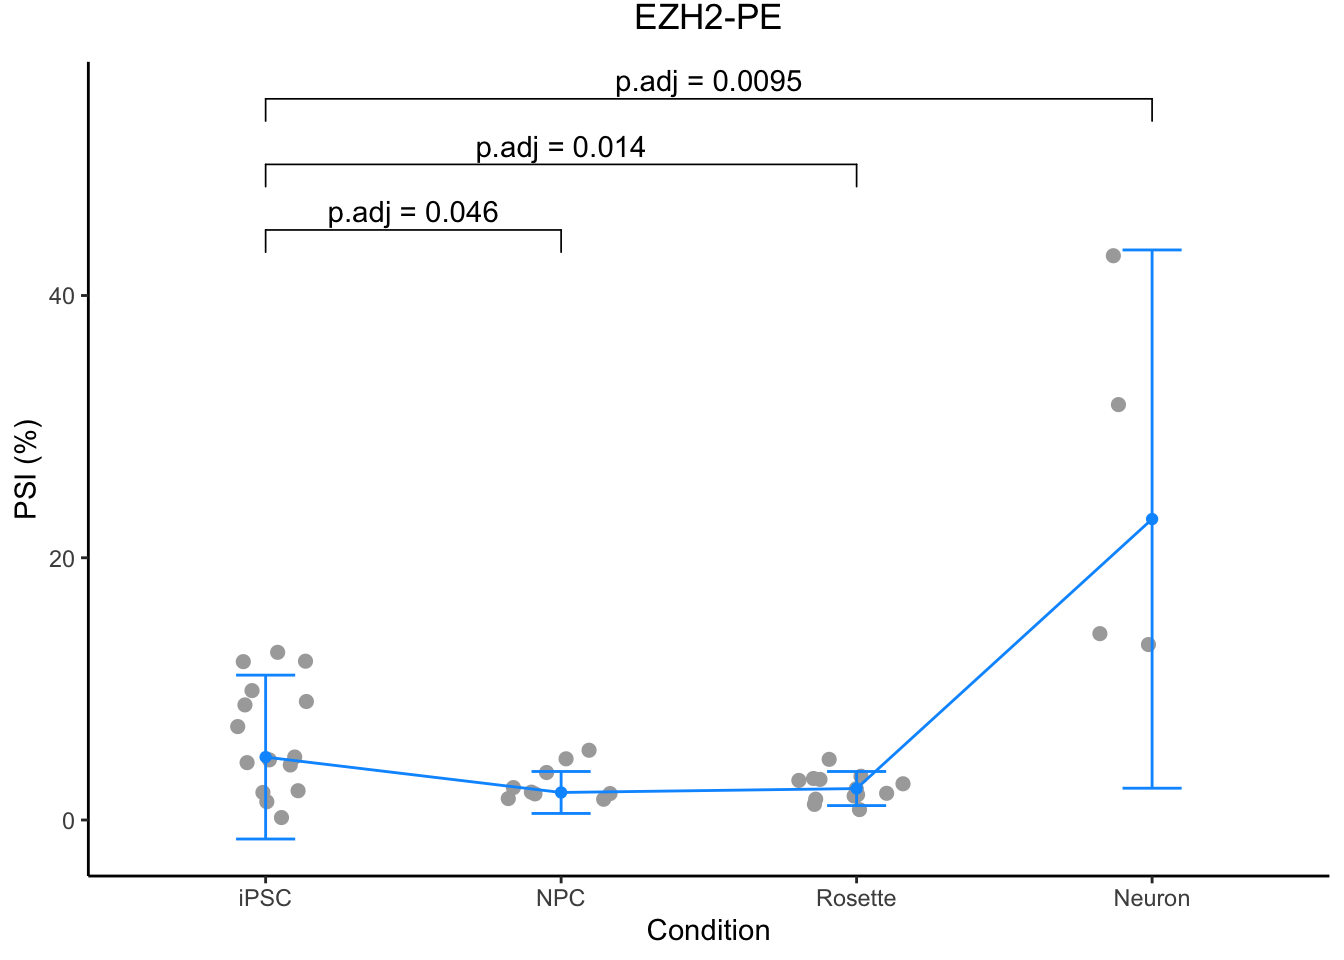 EZH2-PE
p.adj = 0.0095
p.adj = 0.014
p.adj = 0.046
40
20
0
PSI (%)
iPSC NPC Rosette Neuron
Condition